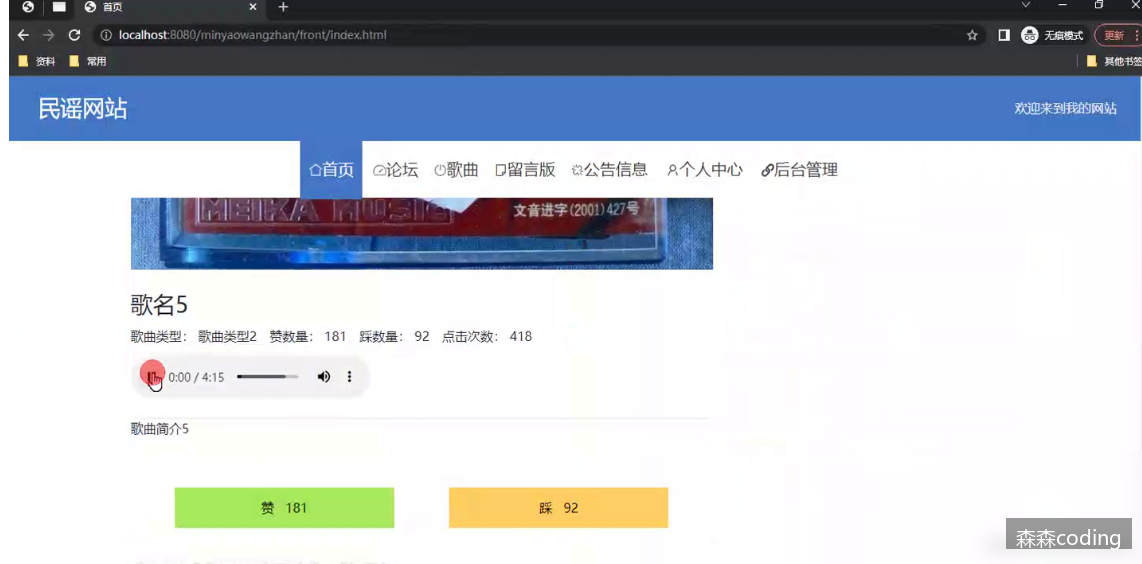 首页
localhost:8080/minyaowangzhan/front/index.html
无痕模式
更新
资料
常用
其他书签
民谣网站
欢迎来到我的网站
首页
论坛
歌曲
留言版
公告信息
个人中心
后台管理
MEIKA MUSIC
文音进字(2001)427号
歌名5
歌曲类型： 歌曲类型2 赞数量： 181 踩数量： 92 点击次数： 418
0:00 / 4:15
歌曲简介5
赞 181
踩 92
森森coding